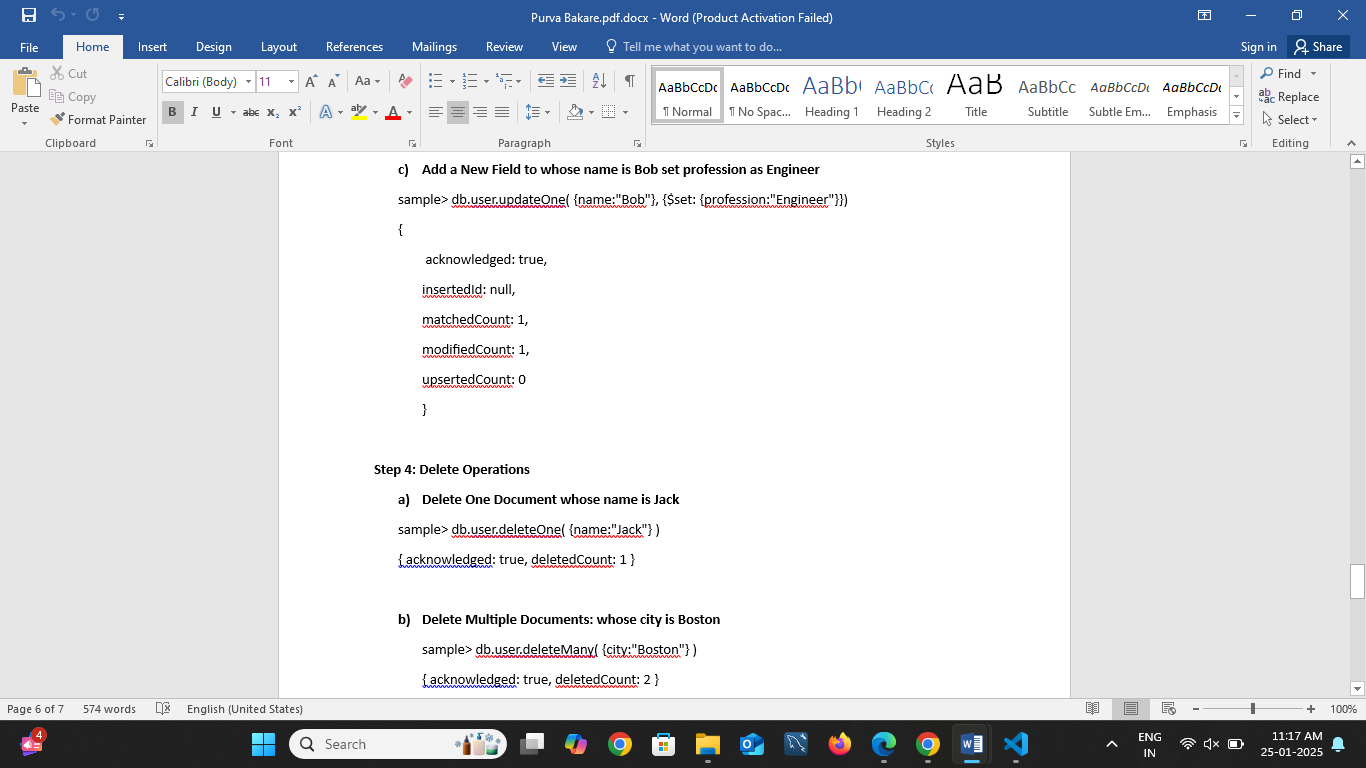 Purva Bakare.pdf.docx - Word (Product Activation Failed)
File Home Insert Design Layout References Mailings Review View Tell me what you want to do... Sign in Share
Paste
Cut
Copy
Format Painter
Clipboard
Calibri (Body) 11
Aa
B I U abc x₂ x²
Font
Paragraph
AaBbCcDc AaBbCcDc AaBb( AaBbCc AaB AaBbCc AaBbCcDc AaBbCcDc
¶ Normal ¶ No Spac... Heading 1 Heading 2 Title Subtitle Subtle Em... Emphasis
Styles
Find
Replace
Select
Editing
c) Add a New Field to whose name is Bob set profession as Engineer
sample> db.user.updateOne( {name:"Bob"}, {$set: {profession:"Engineer"}})
{
acknowledged: true,
insertedId: null,
matchedCount: 1,
modifiedCount: 1,
upsertedCount: 0
}
Step 4: Delete Operations
a) Delete One Document whose name is Jack
sample> db.user.deleteOne( {name:"Jack"} )
{ acknowledged: true, deletedCount: 1 }
b) Delete Multiple Documents: whose city is Boston
sample> db.user.deleteMany( {city:"Boston"} )
{ acknowledged: true, deletedCount: 2 }
Page 6 of 7 574 words English (United States) 100%
4
Search
ENG
IN
11:17 AM
25-01-2025